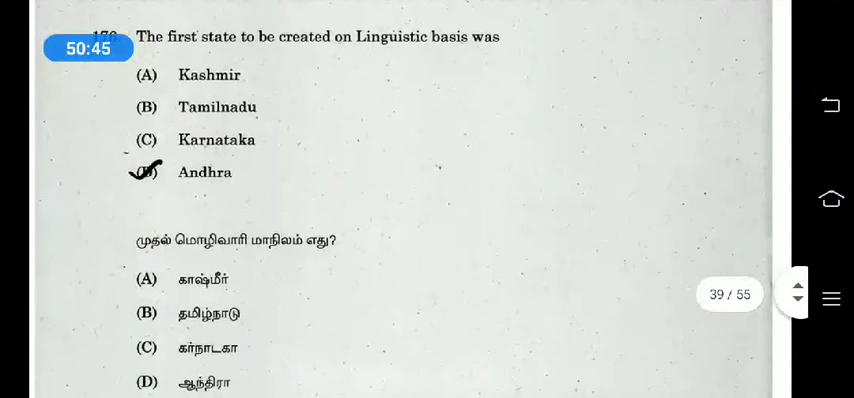 50:45
The first state to be created on Linguistic basis was
(A) Kashmir
(B) Tamilnadu
(C) Karnataka
(D) Andhra
முதல் மொழிவாரி மாநிலம் எது?
(A) காஷ்மீர்
(B) தமிழ்நாடு
(C) கர்நாடகா
(D) ஆந்திரா
39 / 55